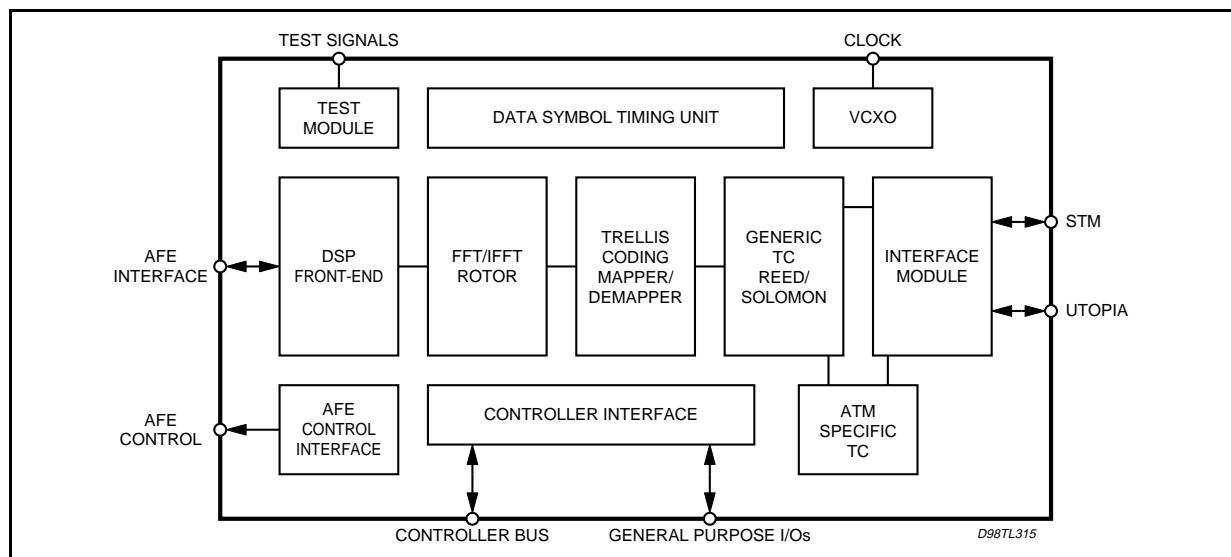 TEST SIGNALS
CLOCK
TEST
MODULE
DATA SYMBOL TIMING UNIT
VCXO
AFE
INTERFACE
DSP
FRONT-END
FFT/IFFT
ROTOR
TRELLIS
CODING
MAPPER/
DEMAPPER
GENERIC
TC
REED/
SOLOMON
INTERFACE
MODULE
STM
UTOPIA
AFE
CONTROL
AFE
CONTROL
INTERFACE
CONTROLLER INTERFACE
ATM
SPECIFIC
TC
CONTROLLER BUS
GENERAL PURPOSE I/Os
D98TL315